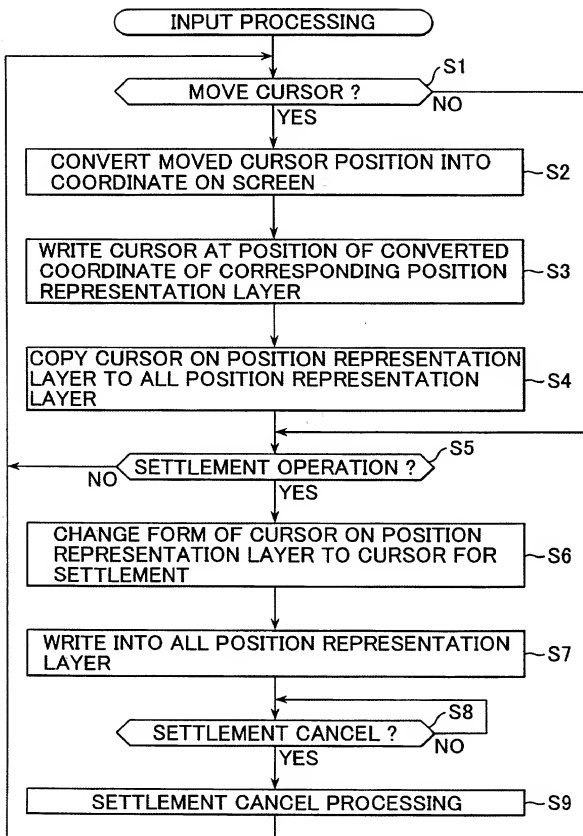 INPUT PROCESSING
S1
MOVE CURSOR ?
NO
YES
CONVERT MOVED CURSOR POSITION INTO
COORDINATE ON SCREEN
S2
WRITE CURSOR AT POSITION OF CONVERTED
COORDINATE OF CORRESPONDING POSITION
REPRESENTATION LAYER
S3
COPY CURSOR ON POSITION REPRESENTATION
LAYER TO ALL POSITION REPRESENTATION
LAYER
S4
S5
SETTLEMENT OPERATION ?
NO
YES
CHANGE FORM OF CURSOR ON POSITION
REPRESENTATION LAYER TO CURSOR FOR
SETTLEMENT
S6
WRITE INTO ALL POSITION REPRESENTATION
LAYER
S7
S8
SETTLEMENT CANCEL ?
NO
YES
SETTLEMENT CANCEL PROCESSING
S9